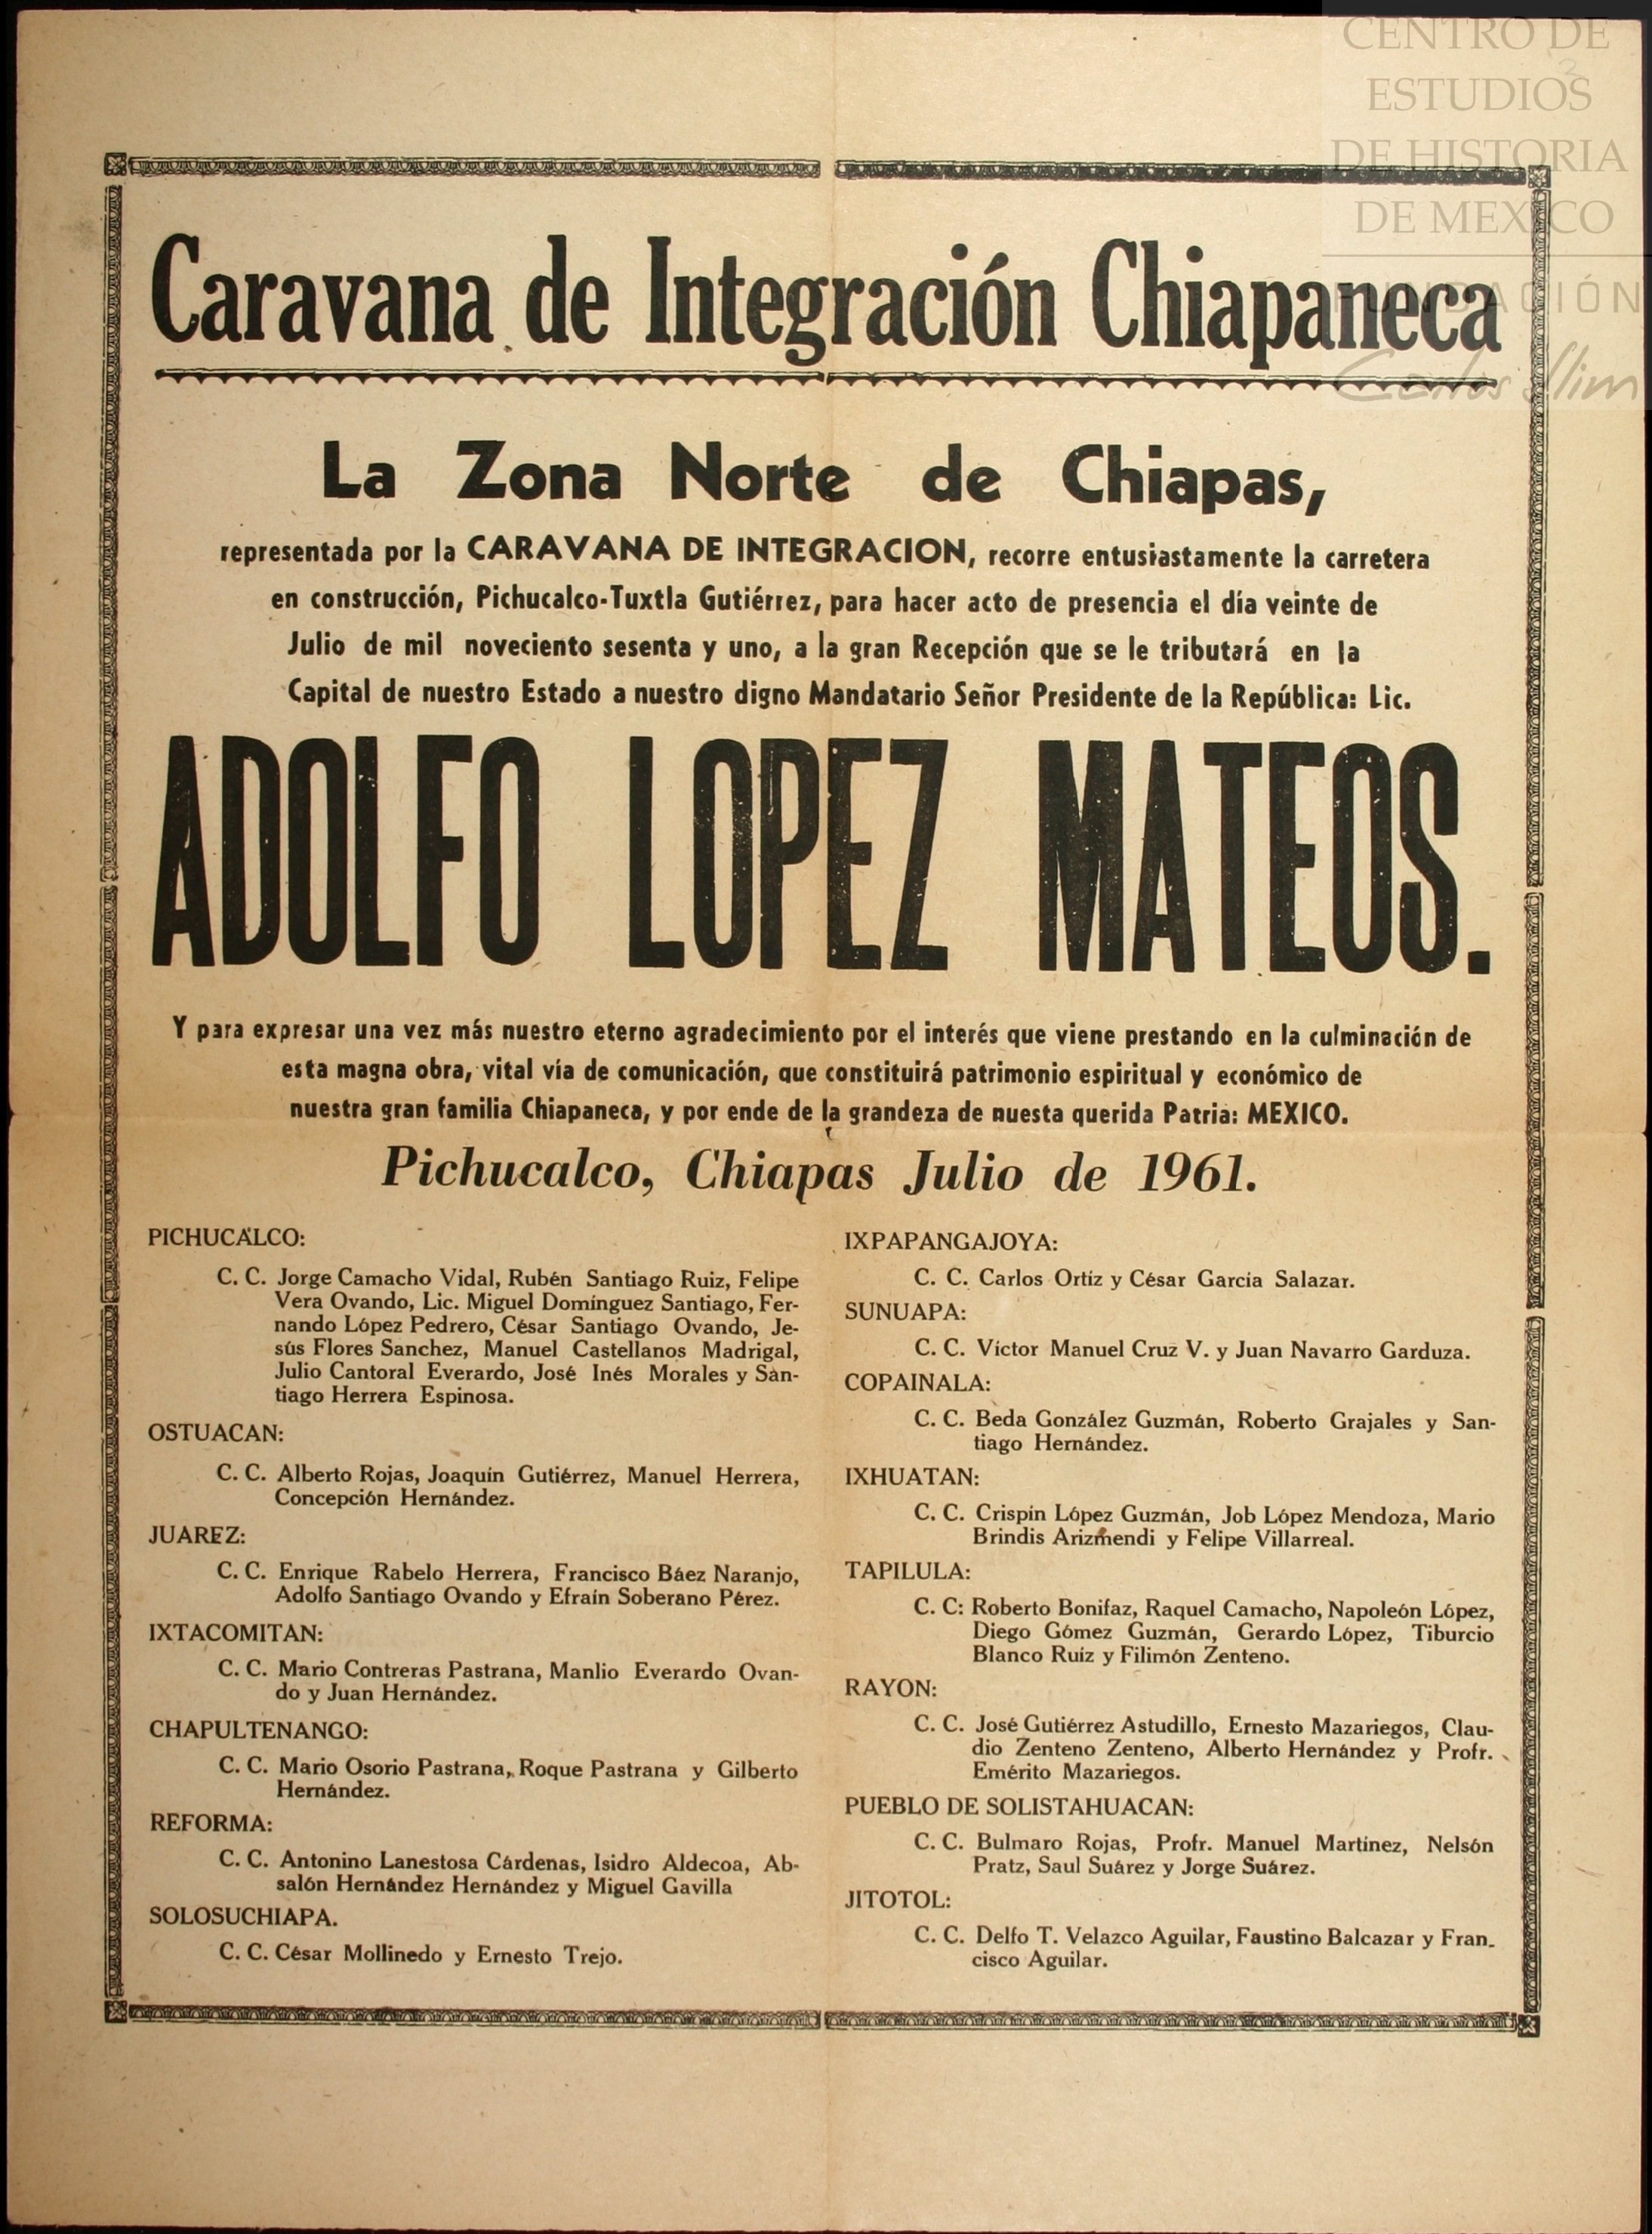 CENTRO DE
ESTUDIOS
DE HISTORIA
DE MEXICO
FUNDACIÓN
Carlos Slim
Caravana de Integración Chiapaneca
La Zona Norte de Chiapas,
representada por la CARAVANA DE INTEGRACION, recorre entusiastamente la carretera
en construcción, Pichucalco-Tuxtla Gutiérrez, para hacer acto de presencia el día veinte de
Julio de mil noveciento sesenta y uno, a la gran Recepción que se le tributará en la
Capital de nuestro Estado a nuestro digno Mandatario Señor Presidente de la República: Lic.
ADOLFO LOPEZ MATEOS.
Y para expresar una vez más nuestro eterno agradecimiento por el interés que viene prestando en la culminación de
esta magna obra, vital vía de comunicación, que constituirá patrimonio espiritual y económico de
nuestra gran familia Chiapaneca, y por ende de la grandeza de nuesta querida Patria: MEXICO.
Pichucalco, Chiapas Julio de 1961.
PICHUCALCO:
C. C. Jorge Camacho Vidal, Rubén Santiago Ruiz, Felipe
Vera Ovando, Lic. Miguel Domínguez Santiago, Fer-
nando López Pedrero, César Santiago Ovando, Je-
sús Flores Sanchez, Manuel Castellanos Madrigal,
Julio Cantoral Everardo, José Inés Morales y San-
tiago Herrera Espinosa.
OSTUACAN:
C. C. Alberto Rojas, Joaquín Gutiérrez, Manuel Herrera,
Concepción Hernández.
JUAREZ:
C. C. Enrique Rabelo Herrera, Francisco Báez Naranjo,
Adolfo Santiago Ovando y Efraín Soberano Pérez.
IXTACOMITAN:
C. C. Mario Contreras Pastrana, Manlio Everardo Ovan-
do y Juan Hernández.
CHAPULTENANGO:
C. C. Mario Osorio Pastrana, Roque Pastrana y Gilberto
Hernández.
REFORMA:
C. C. Antonino Lanestosa Cárdenas, Isidro Aldecoa, Ab-
salón Hernández Hernández y Miguel Gavilla
SOLOSUCHIAPA.
C. C. César Mollinedo y Ernesto Trejo.
IXPAPANGAJOYA:
C. C. Carlos Ortíz y César García Salazar.
SUNUAPA:
C. C. Víctor Manuel Cruz V. y Juan Navarro Garduza.
COPAINALA:
C. C. Beda González Guzmán, Roberto Grajales y San-
tiago Hernández.
IXHUATAN:
C. C. Crispín López Guzmán, Job López Mendoza, Mario
Brindis Arizmendi y Felipe Villarreal.
TAPILULA:
C. C: Roberto Bonifaz, Raquel Camacho, Napoleón López,
Diego Gómez Guzmán, Gerardo López, Tiburcio
Blanco Ruíz y Filimón Zenteno.
RAYON:
C. C. José Gutiérrez Astudillo, Ernesto Mazariegos, Clau-
dio Zenteno Zenteno, Alberto Hernández y Profr.
Emérito Mazariegos.
PUEBLO DE SOLISTAHUACAN:
C. C. Bulmaro Rojas, Profr. Manuel Martínez, Nelsón
Pratz, Saul Suárez y Jorge Suárez.
JITOTOL:
C. C. Delfo T. Velazco Aguilar, Faustino Balcazar y Fran-
cisco Aguilar.